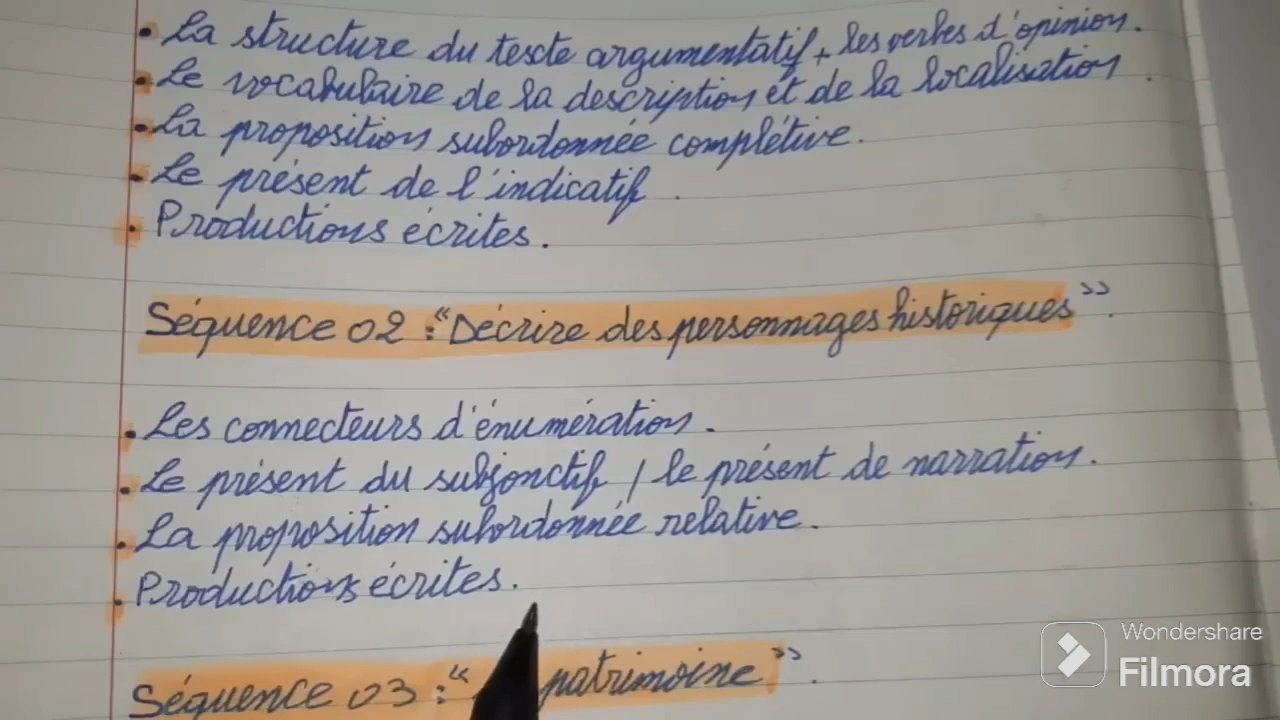 • La structure du texte argumentatif + les verbes d'opinion.
• Le vocabulaire de la description et de la localisation.
• La proposition subordonnée complétive.
• Le présent de l'indicatif.
• Productions écrites.
Séquence 02 : "Décrire des personnages historiques".
• Les connecteurs d'énumération.
• Le présent du subjonctif / le présent de narration.
• La proposition subordonnée relative.
• Productions écrites.
Séquence 03 : " patrimoine".
Wondershare
Filmora